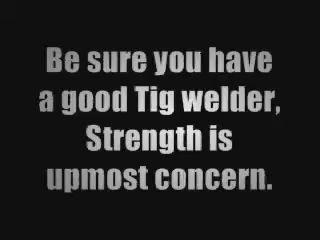 Be sure you have
a good Tig welder,
Strength is
upmost concern.